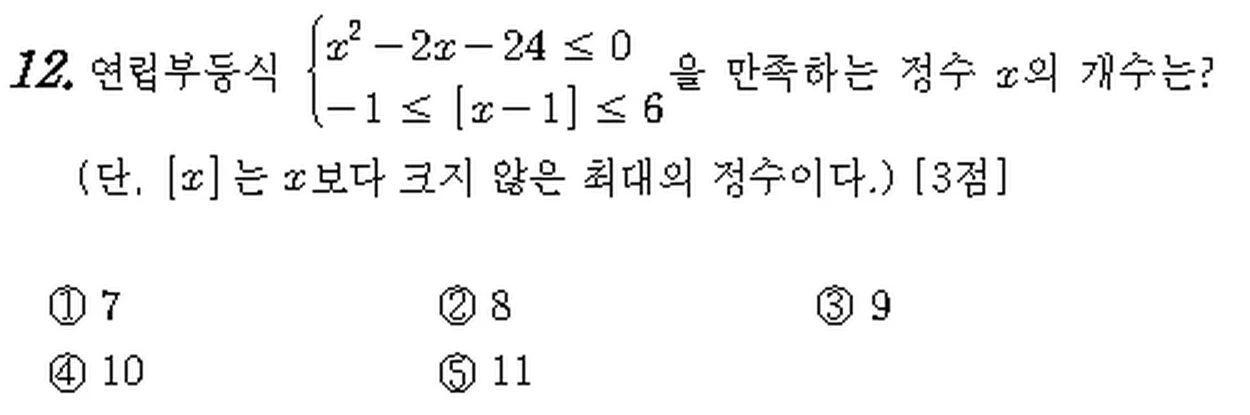 12. 연립부등식 { x² − 2x − 24 ≤ 0
−1 ≤ [x − 1] ≤ 6 을 만족하는 정수 x의 개수는?
(단, [x]는 x보다 크지 않은 최대의 정수이다.) [3점]
① 7 ② 8 ③ 9
④ 10 ⑤ 11